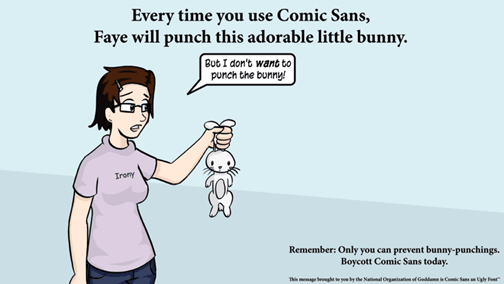 Every time you use Comic Sans,
Faye will punch this adorable little bunny.
But I don't want to
punch the bunny!
Irony
Remember: Only you can prevent bunny-punchings.
Boycott Comic Sans today.
This message brought to you by the National Organization of Goddamn is Comic Sans an Ugly Font™